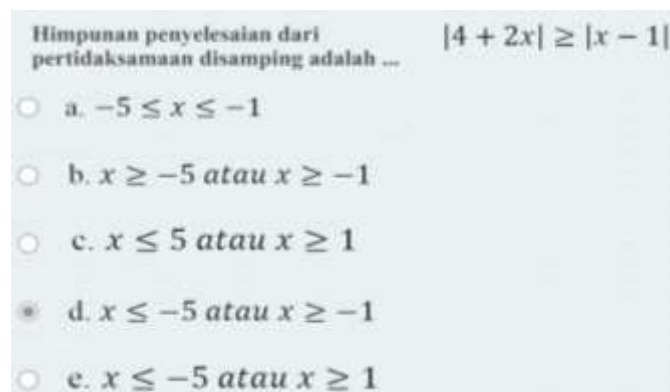 Himpunan penyelesaian dari
pertidaksamaan disamping adalah ...
|4 + 2x| ≥ |x − 1|
a. −5 ≤ x ≤ −1
b. x ≥ −5 atau x ≥ −1
c. x ≤ 5 atau x ≥ 1
d. x ≤ −5 atau x ≥ −1
e. x ≤ −5 atau x ≥ 1